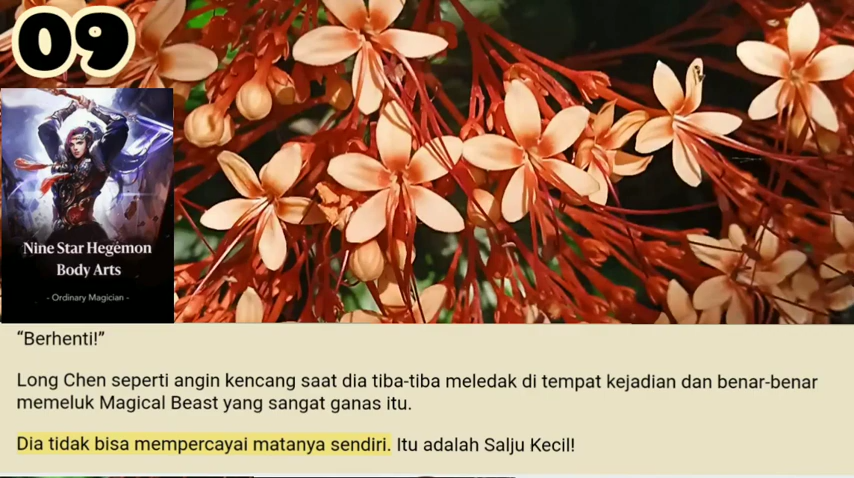 09
Nine Star Hegemon
Body Arts
- Ordinary Magician -
“Berhenti!”
Long Chen seperti angin kencang saat dia tiba-tiba meledak di tempat kejadian dan benar-benar
memeluk Magical Beast yang sangat ganas itu.
Dia tidak bisa mempercayai matanya sendiri. Itu adalah Salju Kecil!